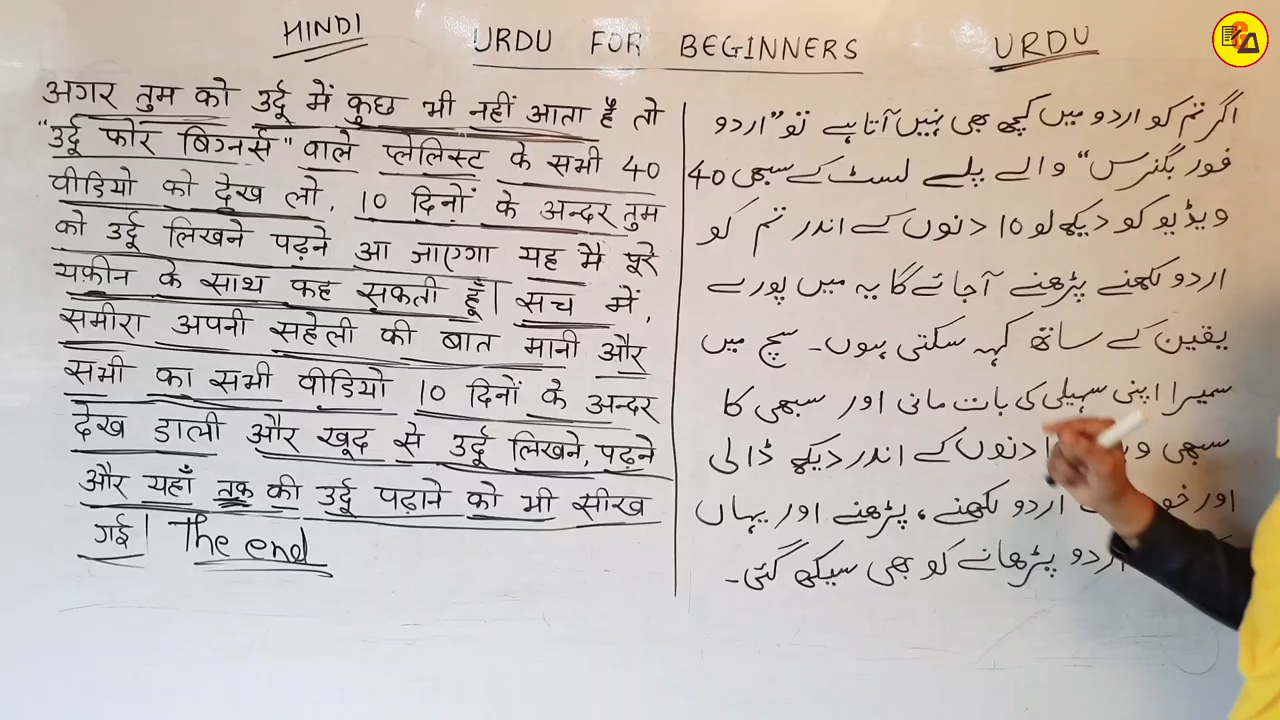 HINDI
URDU FOR BEGINNERS
URDU
अगर तुम को उर्दू में कुछ भी नहीं आता है तो
"उर्दू फोर बिग्नर्स" वाले प्लेलिस्ट के सभी 40
वीडियो को देख लो, 10 दिनों के अन्दर तुम
को उर्दू लिखने पढ़ने आ जाएगा यह मैं पूरे
यक़ीन के साथ कह सकती हूँ। सच में,
समीरा अपनी सहेली की बात मानी और
सभी का सभी वीडियो 10 दिनों के अन्दर
देख डाली और खूद से उर्दू लिखने, पढ़ने
और यहाँ तक की उर्दू पढ़ाने को भी सीख
गई। The end
اگر تم کو اردو میں کچھ بھی نہیں آتا ہے تو "اردو
فور بگنرس" والے پلے لسٹ کے سبھی 40
ویڈیو کو دیکھ لو 10 دنوں کے اندر تم کو
اردو لکھنے پڑھنے آجائے گا یہ میں پورے
یقین کے ساتھ کہہ سکتی ہوں۔ سچ میں
سمیرا اپنی سہیلی کی بات مانی اور سبھی کا
سبھی دنوں کے اندر دیکھ ڈالی
اور اردو لکھنے، پڑھنے اور یہاں
اردو پڑھانے کو بھی سیکھ گئی۔